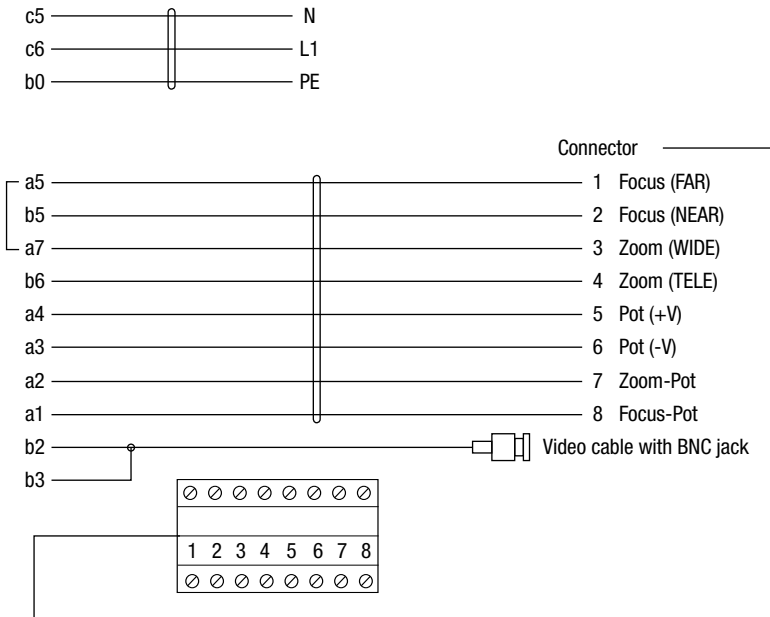 c5 N
c6 L1
b0 PE
Connector
a5 1 Focus (FAR)
b5 2 Focus (NEAR)
a7 3 Zoom (WIDE)
b6 4 Zoom (TELE)
a4 5 Pot (+V)
a3 6 Pot (-V)
a2 7 Zoom-Pot
a1 8 Focus-Pot
b2 Video cable with BNC jack
b3
1 2 3 4 5 6 7 8